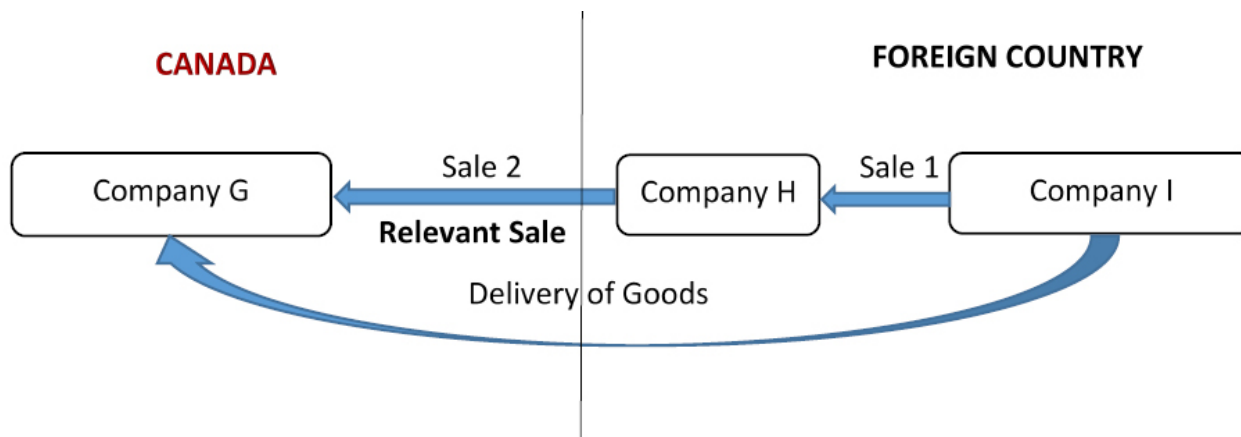 CANADA
FOREIGN COUNTRY
Company G
Sale 2
Relevant Sale
Company H
Sale 1
Company I
Delivery of Goods